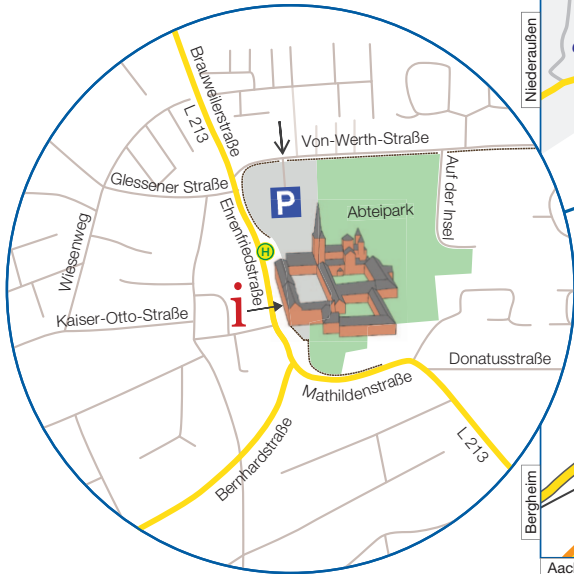 Niederaußen
Brauweilerstraße
L 213
Von-Werth-Straße
Glessener Straße
P
Abteipark
Auf der Insel
Wiesenweg
Ehrenfriedstraße
H
i
Kaiser-Otto-Straße
Donatusstraße
Mathildenstraße
Bernhardstraße
L 213
Bergheim